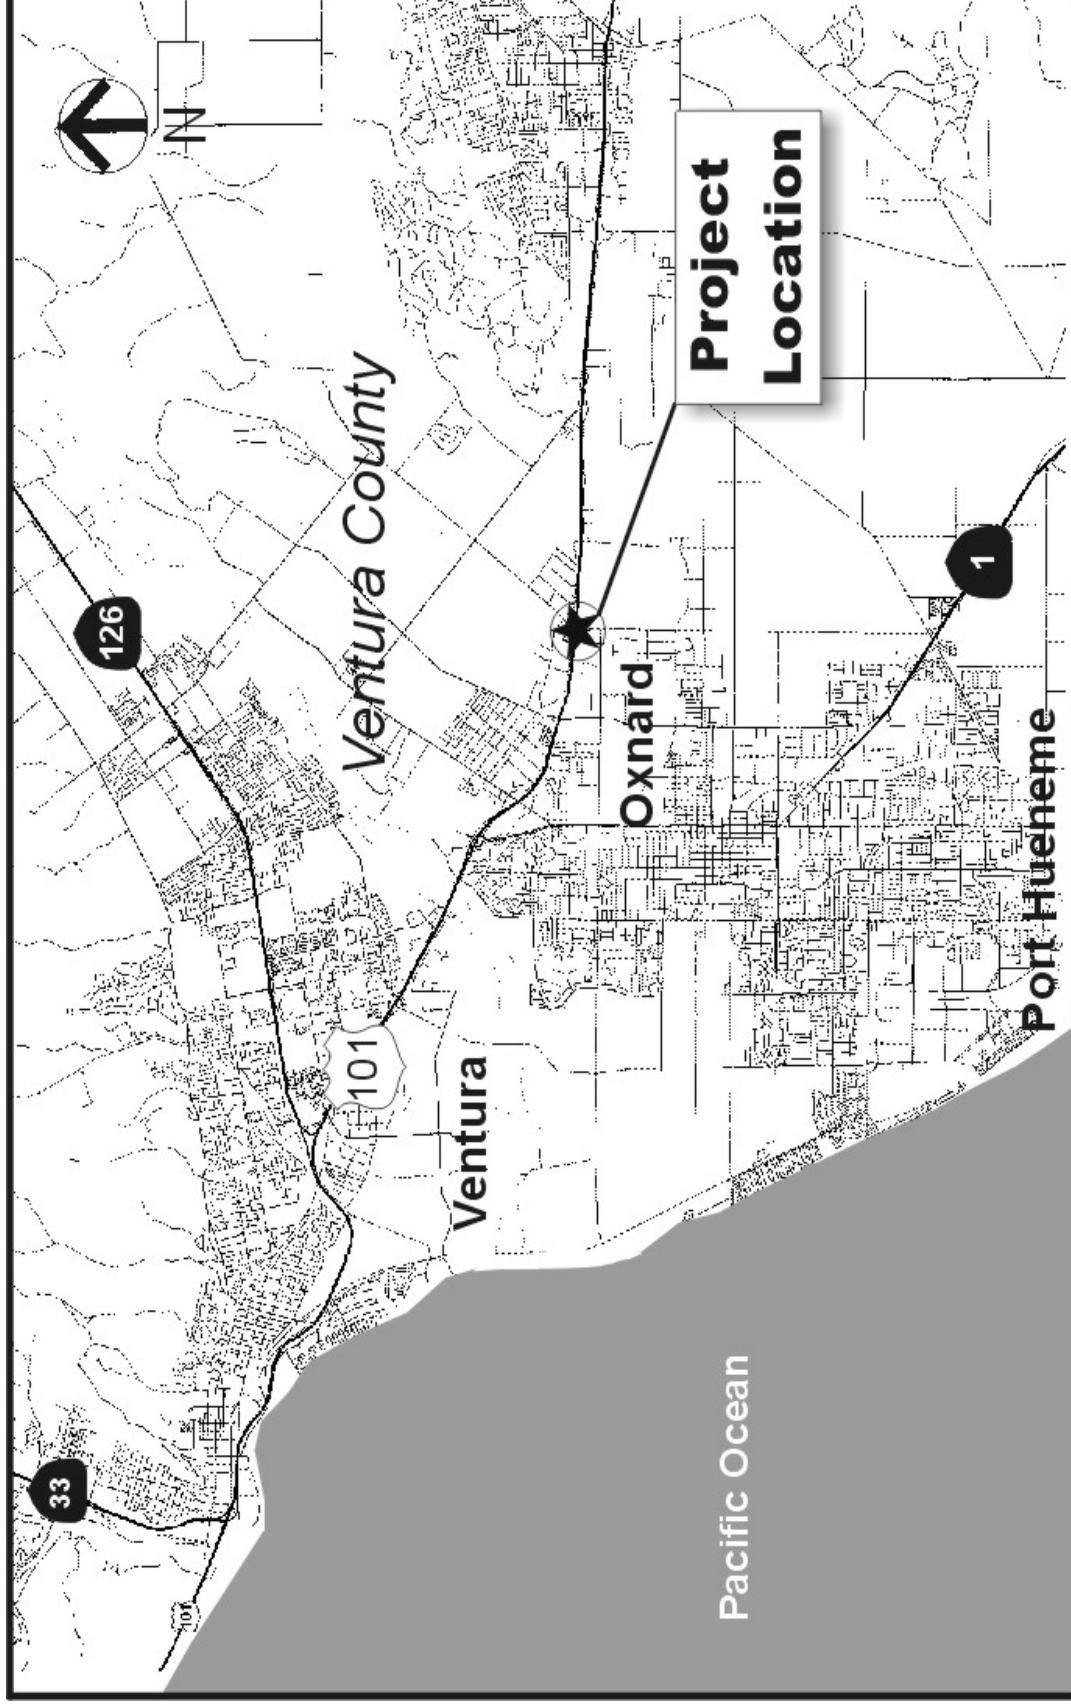 33
126
N
Ventura County
101
101
Project
Location
Ventura
Oxnard
1
Pacific Ocean
Port Hueneme